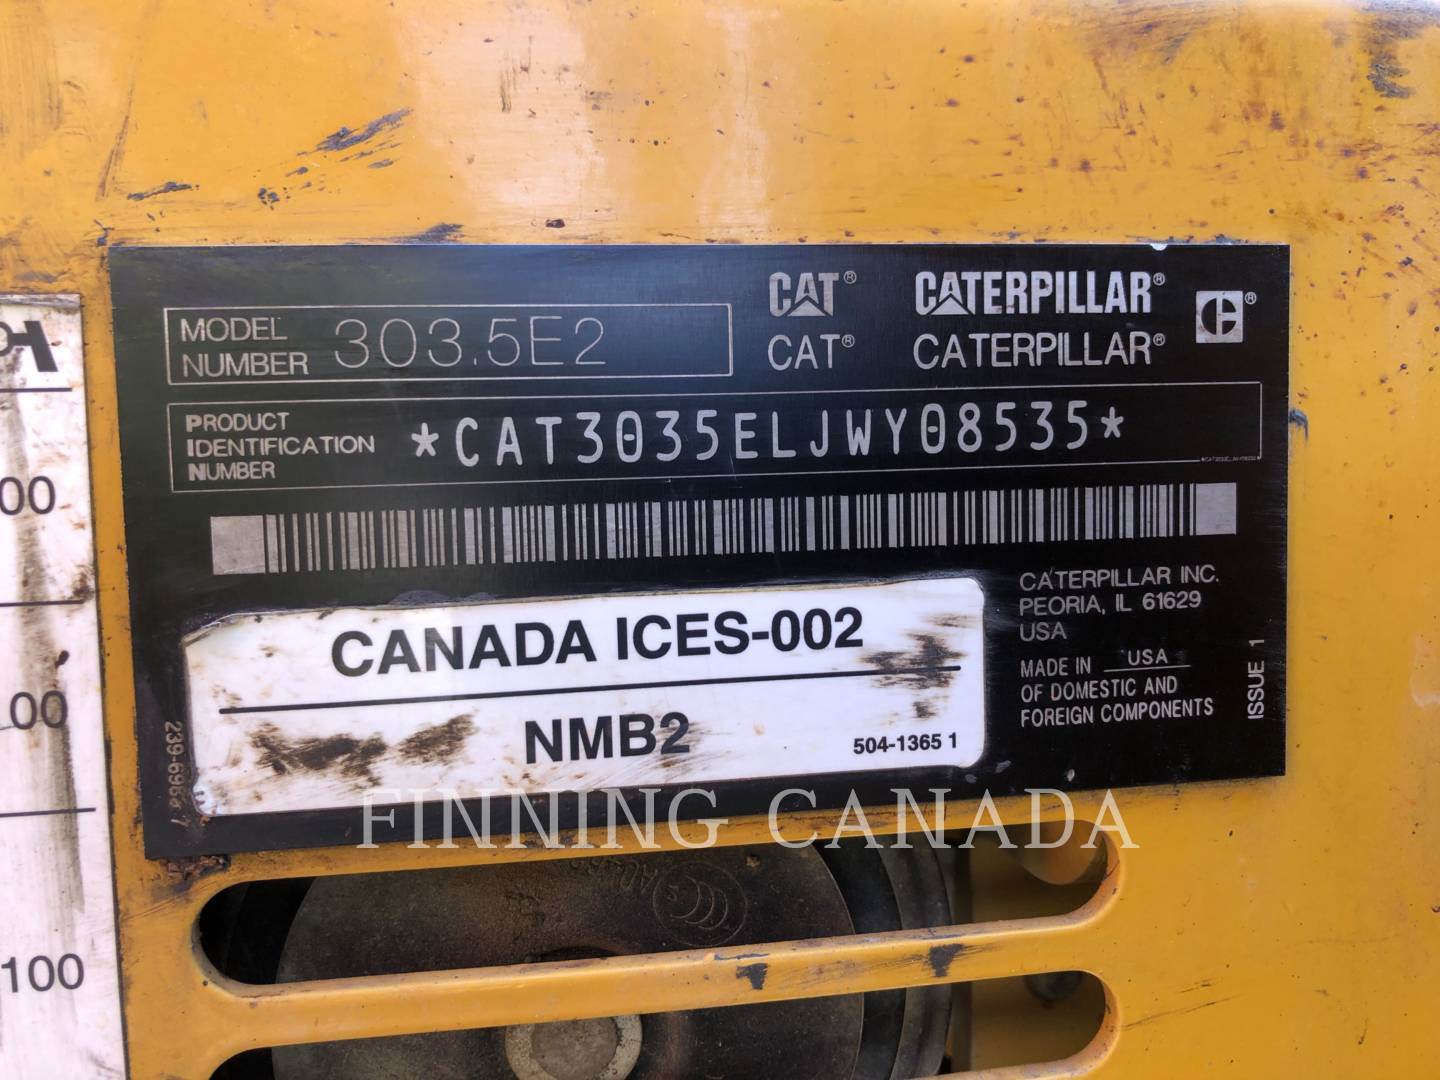 CAT® CATERPILLAR®
CAT® CATERPILLAR®
MODEL NUMBER 303.5E2
PRODUCT IDENTIFICATION NUMBER *CAT3035ELJWY08535*
CANADA ICES-002
NMB2
504-1365 1
CATERPILLAR INC.
PEORIA, IL 61629
USA
MADE IN USA
OF DOMESTIC AND
FOREIGN COMPONENTS
ISSUE 1
00
00
100
FINNING CANADA